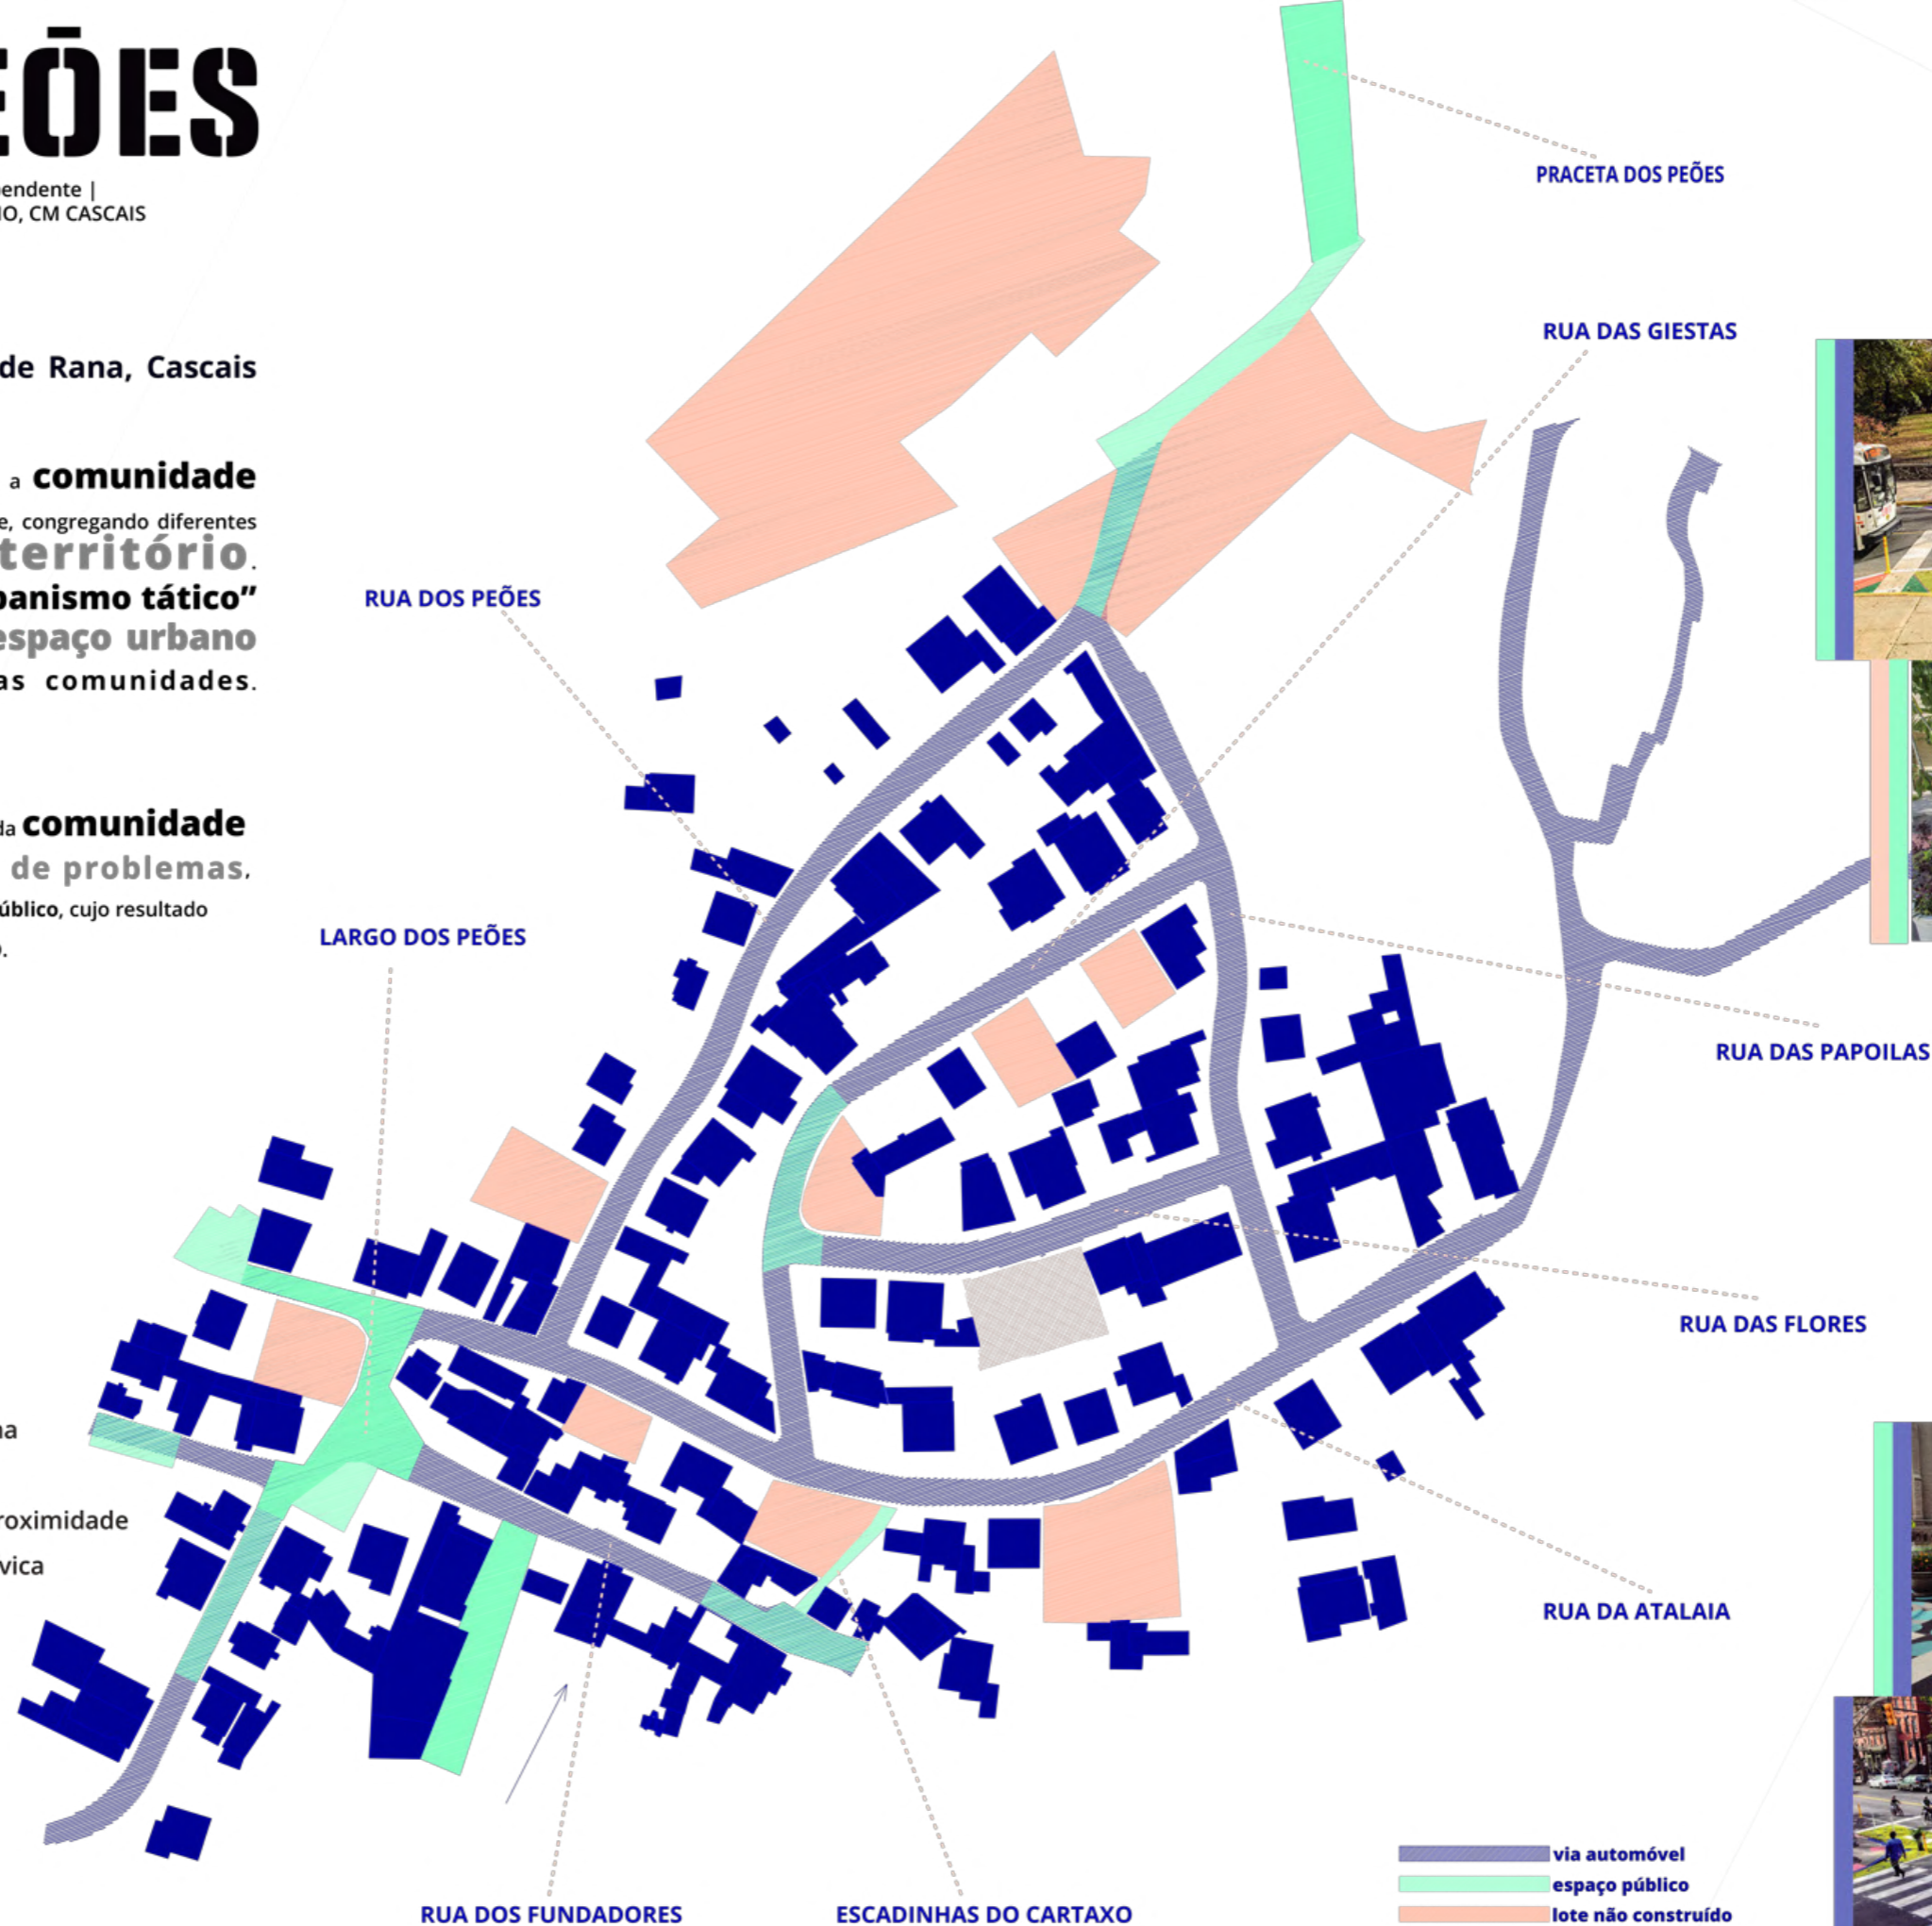 EÕES
endente |
IO, CM CASCAIS
de Rana, Cascais
a comunidade
e, congregando diferentes
território.
banismo tático”
espaço urbano
as comunidades.
da comunidade
de problemas,
úblico, cujo resultado
.
na
roximidade
vica
PRACETA DOS PEÕES
RUA DAS GIESTAS
RUA DOS PEÕES
LARGO DOS PEÕES
RUA DAS PAPOILAS
RUA DAS FLORES
RUA DA ATALAIA
RUA DOS FUNDADORES
ESCADINHAS DO CARTAXO
via automóvel
espaço público
lote não construído